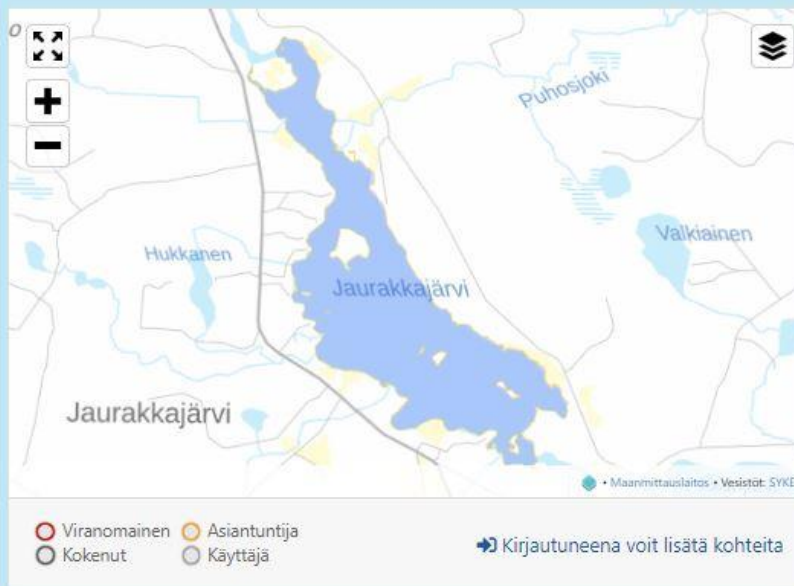 Puhosjoki
Valkiainen
Hukkanen
Jaurakkajärvi
Jaurakkajärvi
• Maanmittauslaitos • Vesistöt: SYKE
Viranomainen Asiantuntija
Kokenut Käyttäjä
Kirjautuneena voit lisätä kohteita